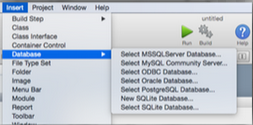 Insert Project Window Help
Build Step
Class
Class Interface
Container Control
Database
File Type Set
Folder
Image
Menu Bar
Module
Report
Toolbar
Window
untitled
Run Build Help
Select MSSQLServer Database...
Select MySQL Community Server...
Select ODBC Database...
Select Oracle Database...
Select PostgreSQL Database...
New SQLite Database...
Select SQLite Database...